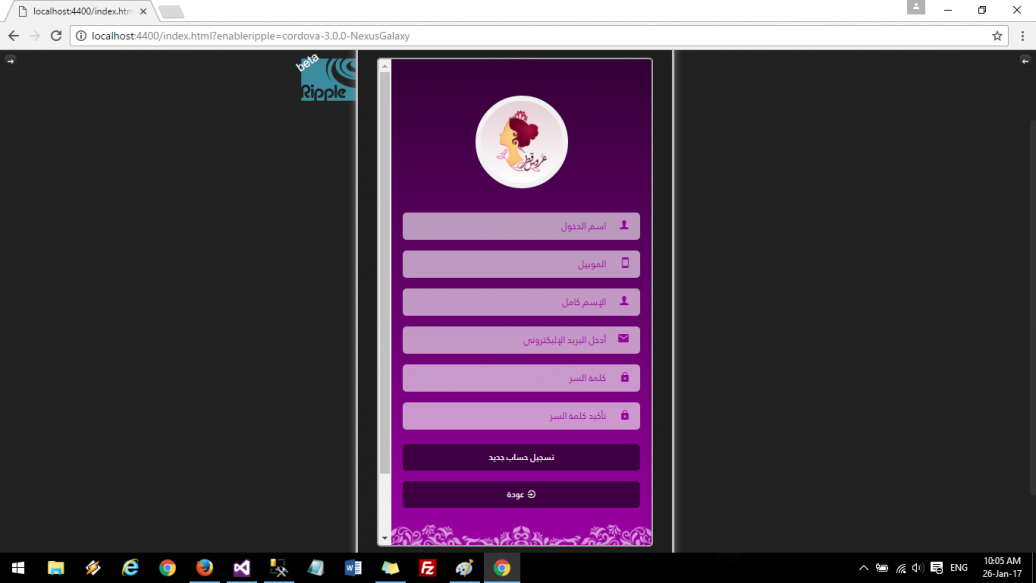 localhost:4400/index.htm
localhost:4400/index.html?enableripple=cordova-3.0.0-NexusGalaxy
beta
Ripple
عروس قطر
اسم الدخول
الموبيل
الإسم كامل
أدخل البريد الإليكتروني
كلمة السر
تأكيد كلمة السر
تسجيل حساب جديد
عودة
ENG
10:05 AM
26-Jan-17